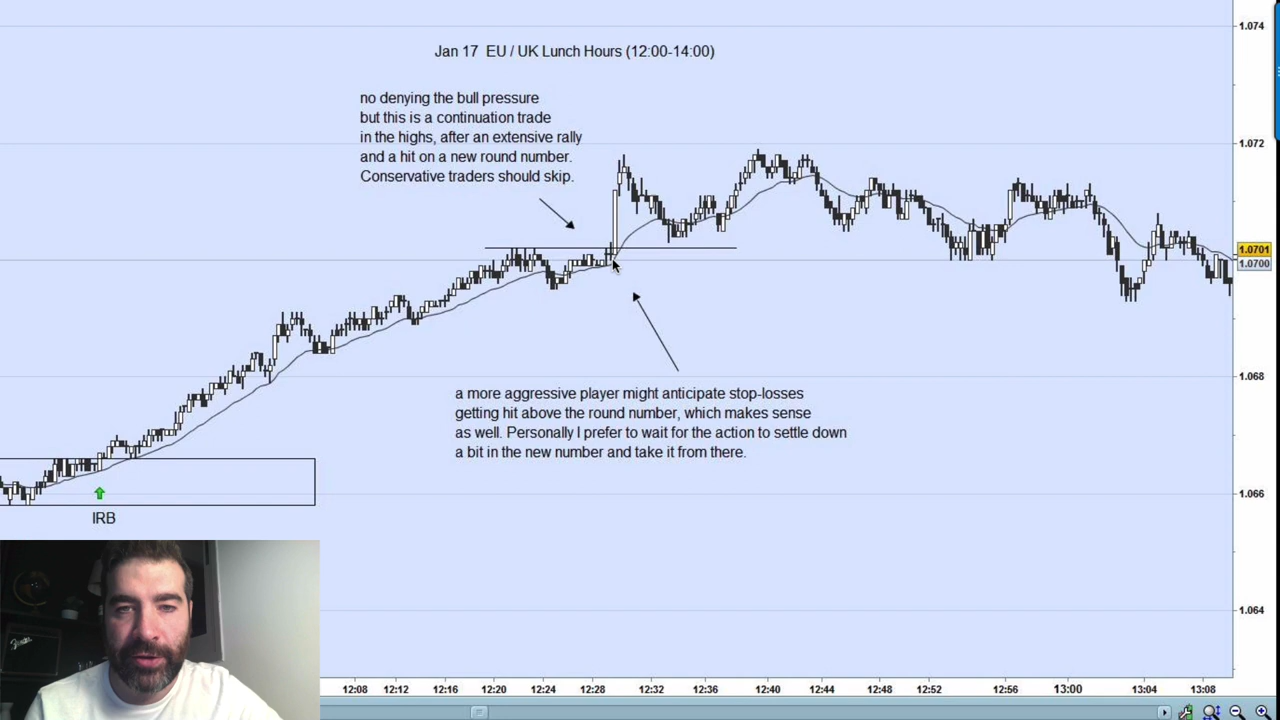 1.074
Jan 17  EU / UK Lunch Hours (12:00-14:00)
no denying the bull pressure
but this is a continuation trade
in the highs, after an extensive rally
and a hit on a new round number.
Conservative traders should skip.
1.072
1.0701
1.0700
1.068
a more aggressive player might anticipate stop-losses
getting hit above the round number, which makes sense
as well. Personally I prefer to wait for the action to settle down
a bit in the new number and take it from there.
1.066
IRB
1.064
Fender
12:08 12:12 12:16 12:20 12:24 12:28 12:32 12:36 12:40 12:44 12:48 12:52 12:56 13:00 13:04 13:08